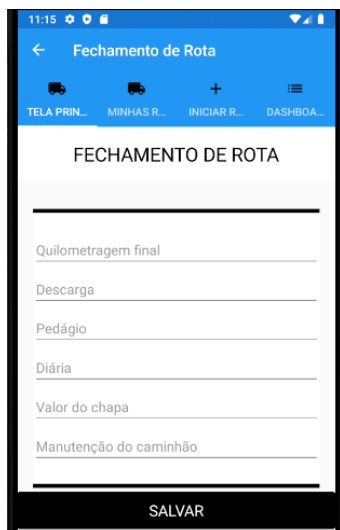 11:15
Fechamento de Rota
TELA PRIN... MINHAS R... INICIAR R... DASHBOA...
FECHAMENTO DE ROTA
Quilometragem final
Descarga
Pedágio
Diária
Valor do chapa
Manutenção do caminhão
SALVAR